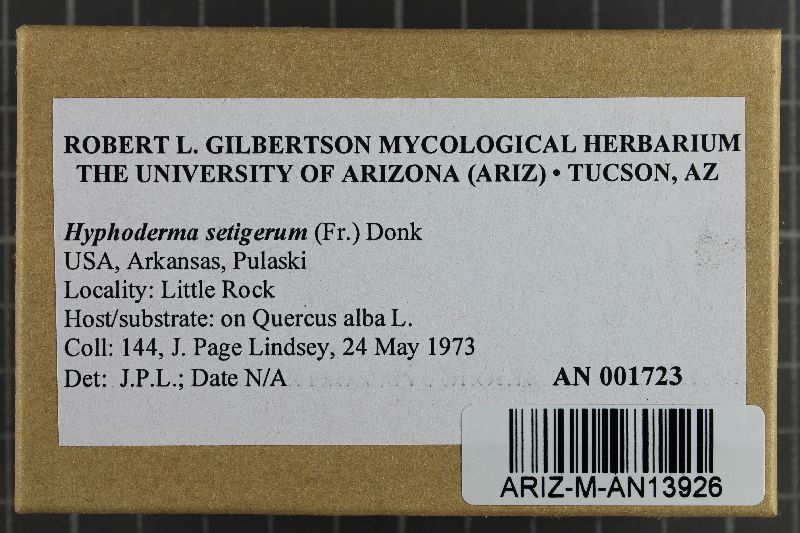 ROBERT L. GILBERTSON MYCOLOGICAL HERBARIUM
THE UNIVERSITY OF ARIZONA (ARIZ) • TUCSON, AZ
Hyphoderma setigerum (Fr.) Donk
USA, Arkansas, Pulaski
Locality: Little Rock
Host/substrate: on Quercus alba L.
Coll: 144, J. Page Lindsey, 24 May 1973
Det: J.P.L.; Date N/A
AN 001723
ARIZ-M-AN13926